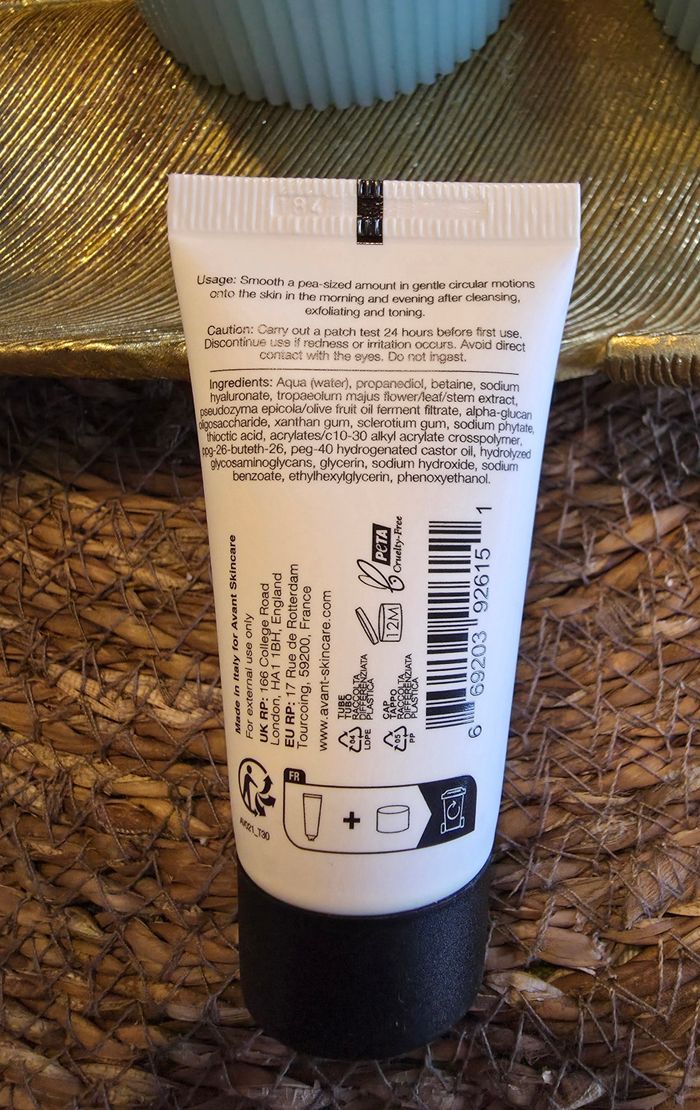 184
Usage: Smooth a pea-sized amount in gentle circular motions
onto the skin in the morning and evening after cleansing,
exfoliating and toning.
Caution: Carry out a patch test 24 hours before first use.
Discontinue use if redness or irritation occurs. Avoid direct
contact with the eyes. Do not ingest.
Ingredients: Aqua (water), propanediol, betaine, sodium
hyaluronate, tropaeolum majus flower/leaf/stem extract,
pseudozyma epicola/olive fruit oil ferment filtrate, alpha-glucan
oligosaccharide, xanthan gum, sclerotium gum, sodium phytate,
thioctic acid, acrylates/c10-30 alkyl acrylate crosspolymer,
ppg-26-buteth-26, peg-40 hydrogenated castor oil, hydrolyzed
glycosaminoglycans, glycerin, sodium hydroxide, sodium
benzoate, ethylhexylglycerin, phenoxyethanol.
Made in Italy for Avant Skincare
For external use only
UK RP: 166 College Road
London, HA1 1BH, England
EU RP: 17 Rue de Rotterdam
Tourcoing, 59200, France
www.avant-skincare.com
TUBE
TUBO
RACCOLTA
DIFFERENZIATA
PLASTICA
04
LDPE
CAP
TAPPO
RACCOLTA
DIFFERENZIATA
PLASTICA
05
PP
12M
PETA
Cruelty-Free
6 69203 92615 1
FR
+
AV021_T30